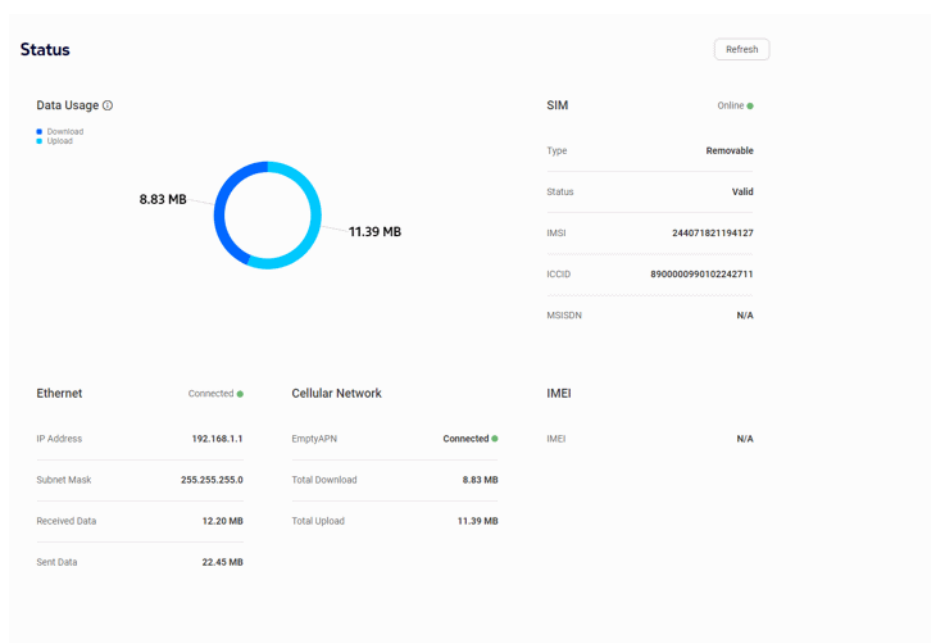 Status
Refresh
Data Usage
Download
Upload
8.83 MB
11.39 MB
SIM Online
Type Removable
Status Valid
IMSI 244071821194127
ICCID 8900000990102242711
MSISDN N/A
Ethernet Connected
IP Address 192.168.1.1
Subnet Mask 255.255.255.0
Received Data 12.20 MB
Sent Data 22.45 MB
Cellular Network
EmptyAPN Connected
Total Download 8.83 MB
Total Upload 11.39 MB
IMEI
IMEI N/A